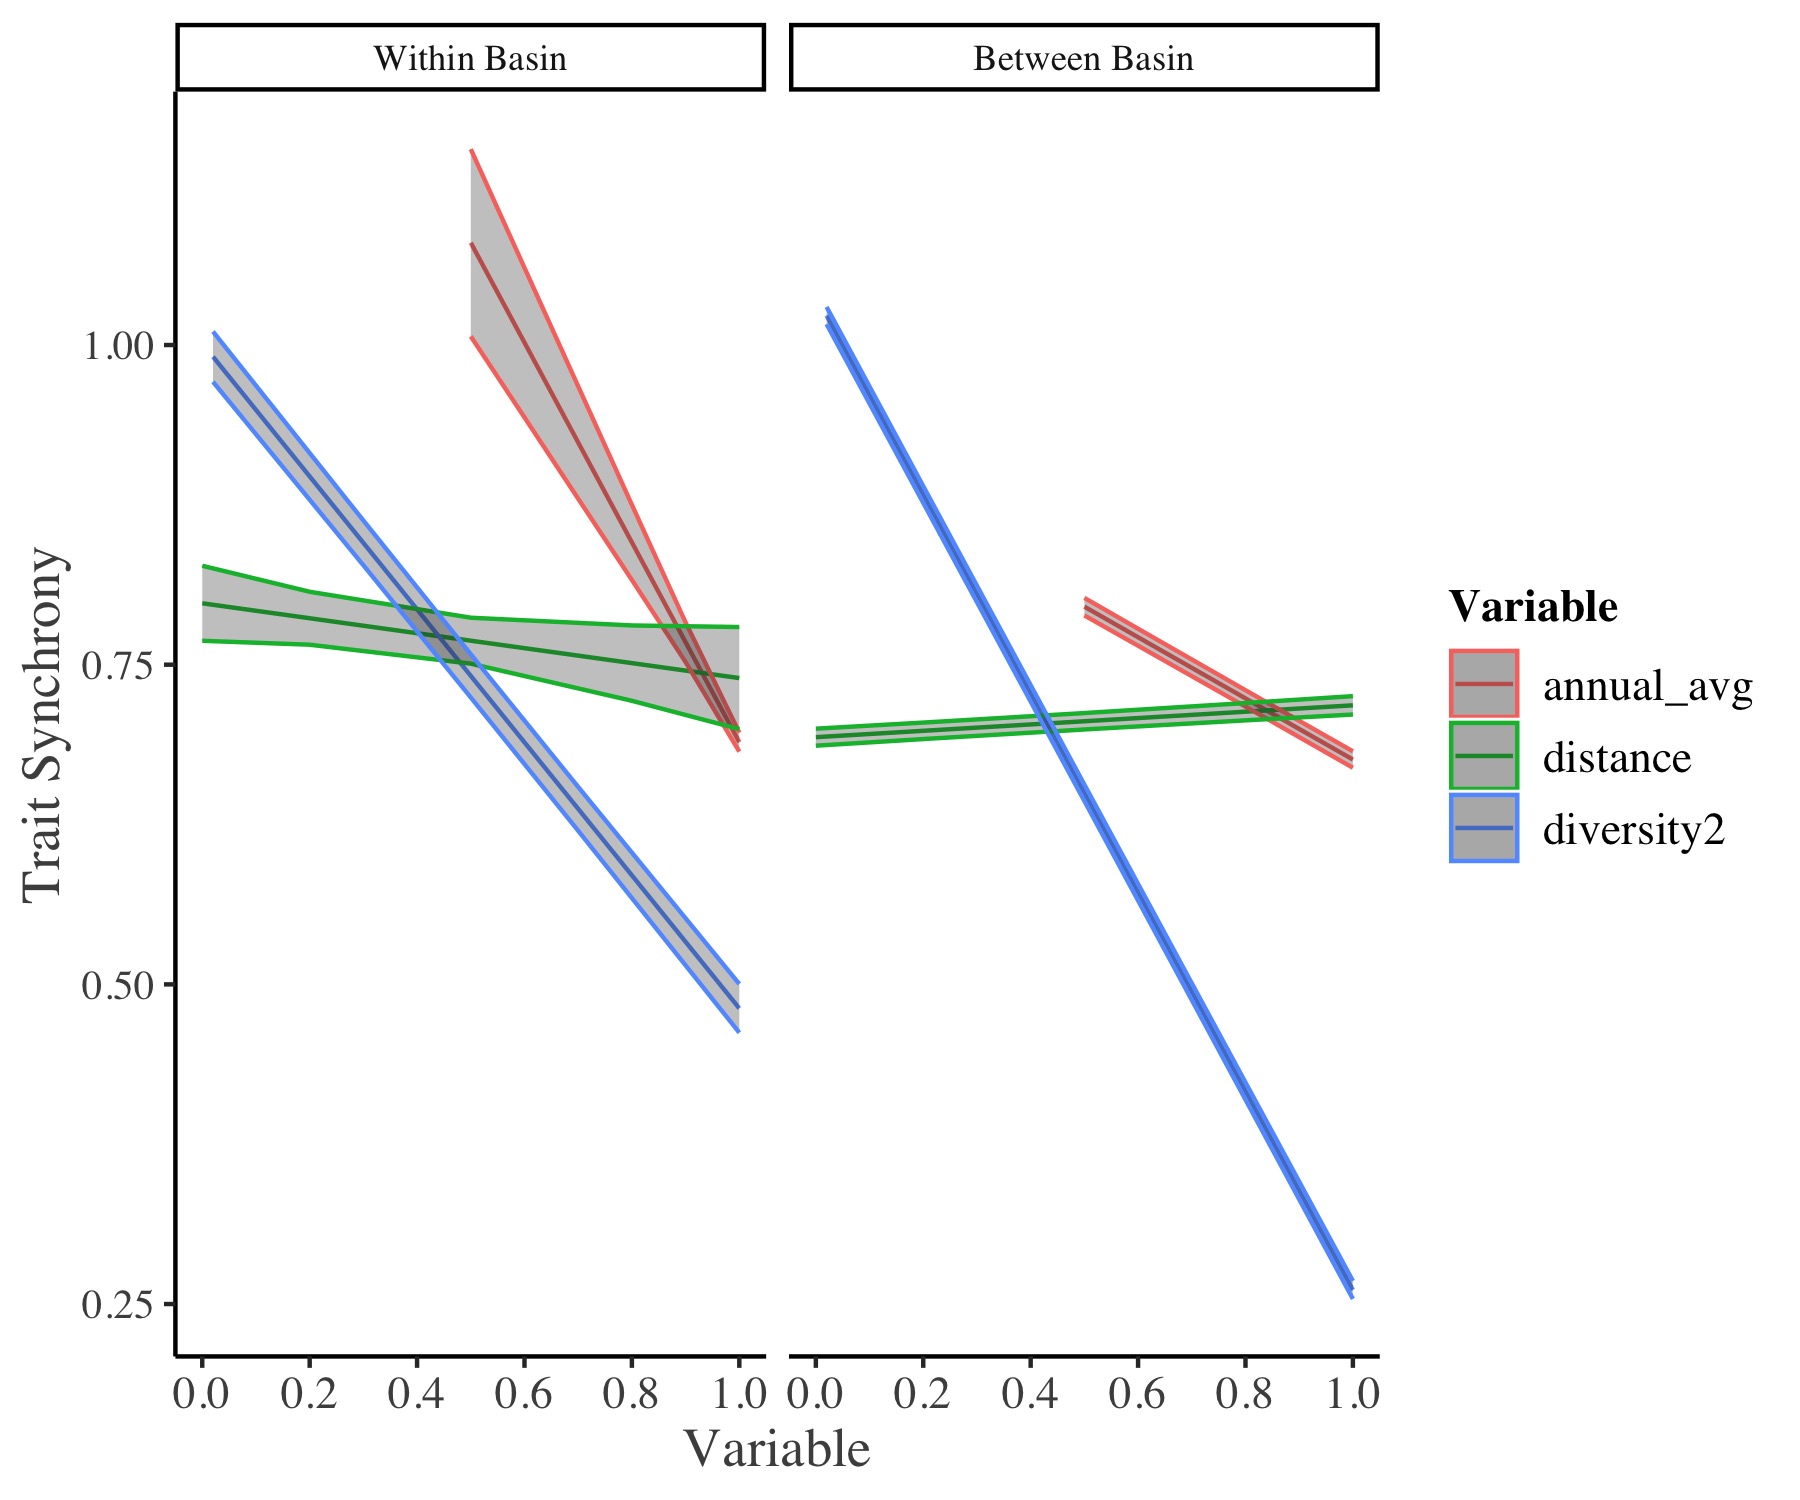 Within Basin
Between Basin
Trait Synchrony
1.00
0.75
0.50
0.25
0.0 0.2 0.4 0.6 0.8 1.0 0.0 0.2 0.4 0.6 0.8 1.0
Variable
Variable
annual_avg
distance
diversity2